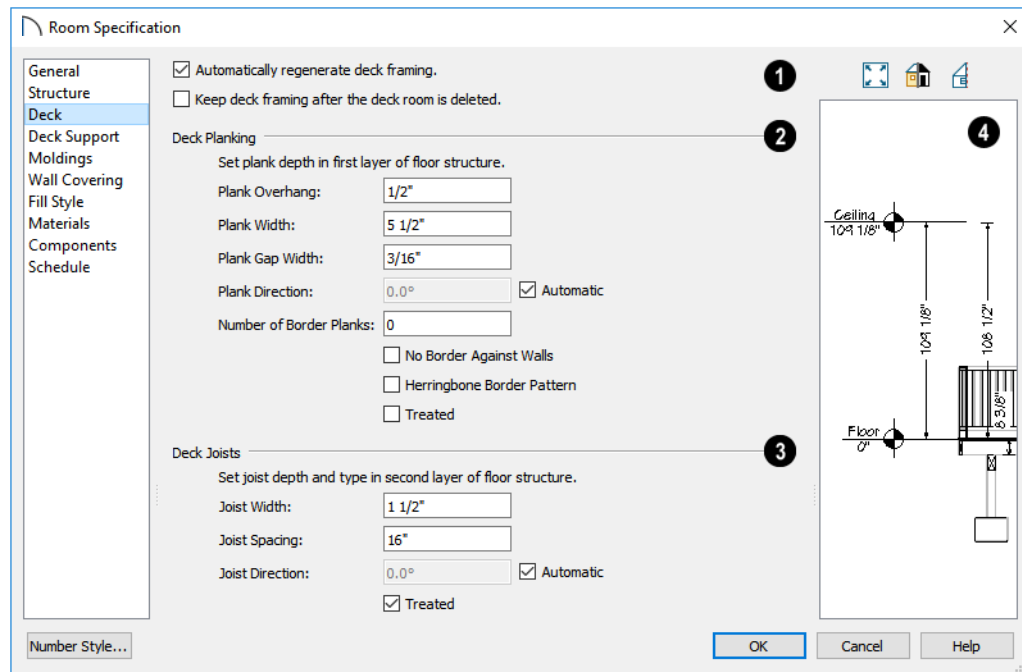 Room Specification
General
Structure
Deck
Deck Support
Moldings
Wall Covering
Fill Style
Materials
Components
Schedule
Automatically regenerate deck framing.
Keep deck framing after the deck room is deleted.
1
Deck Planking
2
Set plank depth in first layer of floor structure.
Plank Overhang: 1/2"
Plank Width: 5 1/2"
Plank Gap Width: 3/16"
Plank Direction: 0.0° Automatic
Number of Border Planks: 0
No Border Against Walls
Herringbone Border Pattern
Treated
Deck Joists
3
Set joist depth and type in second layer of floor structure.
Joist Width: 1 1/2"
Joist Spacing: 16"
Joist Direction: 0.0° Automatic
Treated
4
Ceiling
109 1/8"
109 1/8"
108 1/2"
8 3/8"
Floor
0"
Number Style...
OK
Cancel
Help